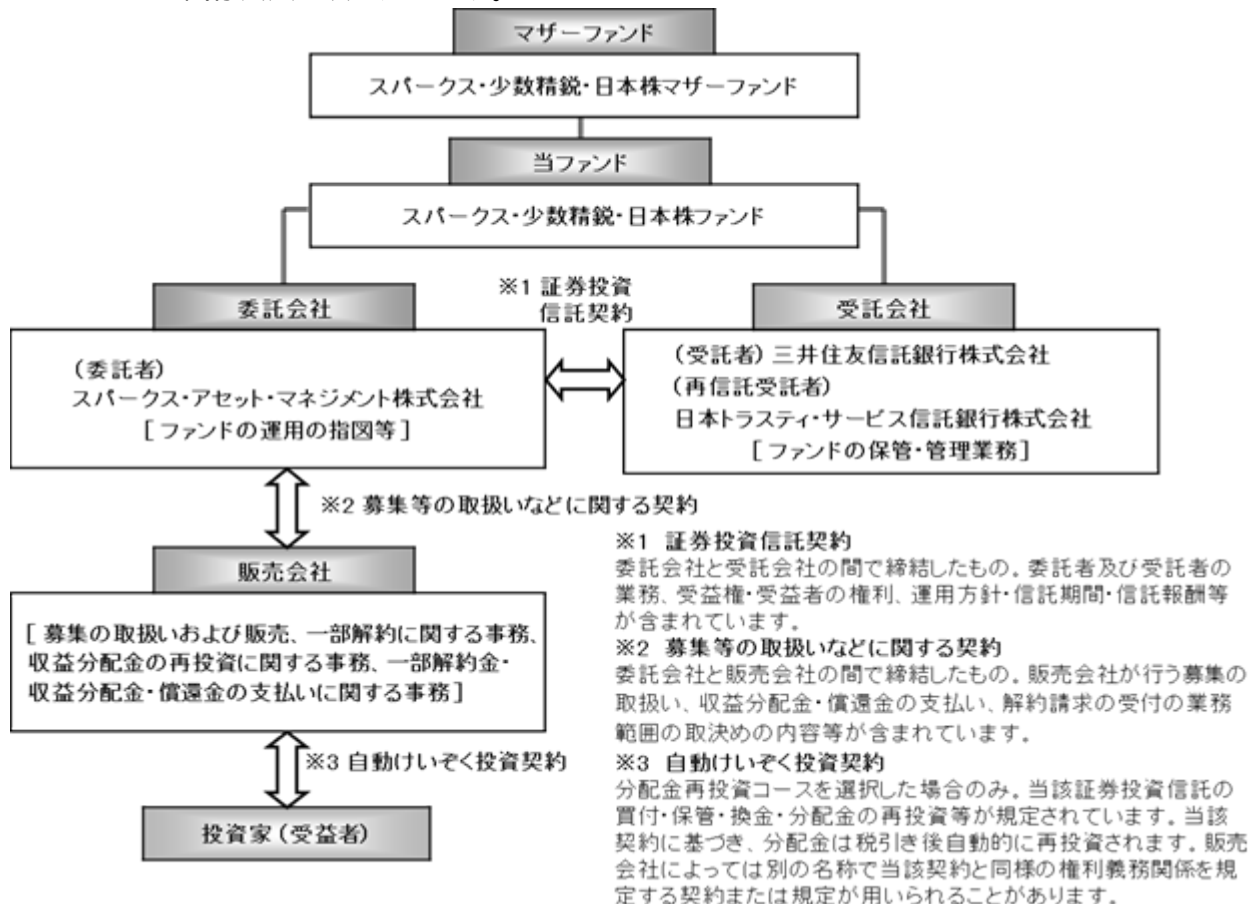 マザーファンド
スパークス・少数精鋭・日本株マザーファンド
当ファンド
スパークス・少数精鋭・日本株ファンド
委託会社
(委託者)
スパークス・アセット・マネジメント株式会社
[ファンドの運用の指図等]
※1 証券投資
信託契約
受託会社
(受託者) 三井住友信託銀行株式会社
(再信託受託者)
日本トラスティ・サービス信託銀行株式会社
[ファンドの保管・管理業務]
※2 募集等の取扱いなどに関する契約
販売会社
[ 募集の取扱いおよび販売、一部解約に関する事務、
収益分配金の再投資に関する事務、一部解約金・
収益分配金・償還金の支払いに関する事務]
※3 自動けいぞく投資契約
投資家(受益者)
※1 証券投資信託契約
委託会社と受託会社の間で締結したもの。委託者及び受託者の
業務、受益権・受益者の権利、運用方針・信託期間・信託報酬等
が含まれています。
※2 募集等の取扱いなどに関する契約
委託会社と販売会社の間で締結したもの。販売会社が行う募集の
取扱い、収益分配金・償還金の支払い、解約請求の受付の業務
範囲の取決めの内容等が含まれています。
※3 自動けいぞく投資契約
分配金再投資コースを選択した場合のみ。当該証券投資信託の
買付・保管・換金・分配金の再投資等が規定されています。当該
契約に基づき、分配金は税引き後自動的に再投資されます。販売
会社によっては別の名称で当該契約と同様の権利義務関係を規
定する契約または規定が用いられることがあります。